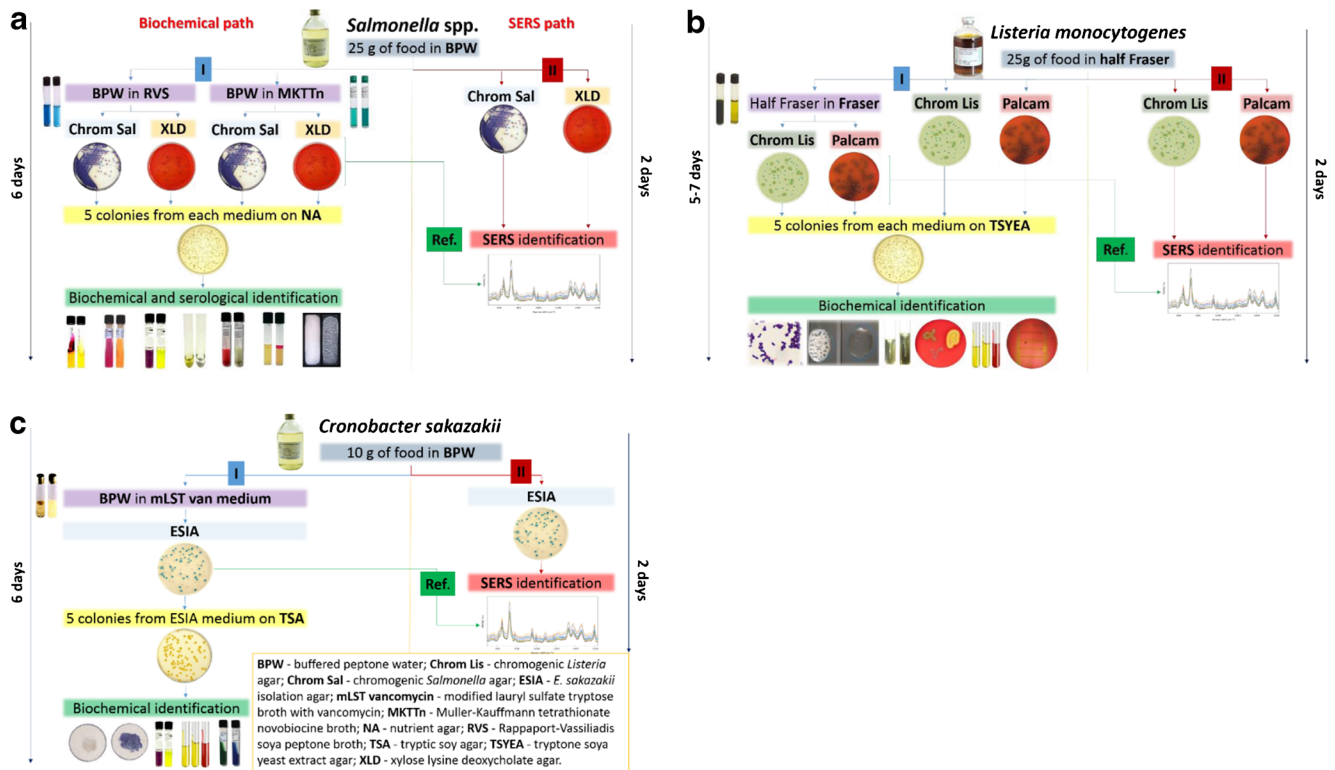 a
Biochemical path
Salmonella spp.
SERS path
25 g of food in BPW
I
II
BPW in RVS
BPW in MKTTn
Chrom Sal
XLD
Chrom Sal
XLD
Chrom Sal
XLD
6 days
2 days
5 colonies from each medium on NA
Ref.
SERS identification
Biochemical and serological identification
b
Listeria monocytogenes
25g of food in half Fraser
I
II
Half Fraser in Fraser
Chrom Lis
Palcam
Chrom Lis
Palcam
Chrom Lis
Palcam
5-7 days
2 days
5 colonies from each medium on TSYEA
Ref.
SERS identification
Biochemical identification
c
Cronobacter sakazakii
10 g of food in BPW
I
II
BPW in mLST van medium
ESIA
ESIA
6 days
2 days
Ref.
SERS identification
5 colonies from ESIA medium on TSA
Biochemical identification
BPW - buffered peptone water; Chrom Lis - chromogenic Listeria
agar; Chrom Sal - chromogenic Salmonella agar; ESIA - E. sakazakii
isolation agar; mLST vancomycin - modified lauryl sulfate tryptose
broth with vancomycin; MKTTn - Muller-Kauffmann tetrathionate
novobiocine broth; NA - nutrient agar; RVS - Rappaport-Vassiliadis
soya peptone broth; TSA - tryptic soy agar; TSYEA - tryptone soya
yeast extract agar; XLD - xylose lysine deoxycholate agar.